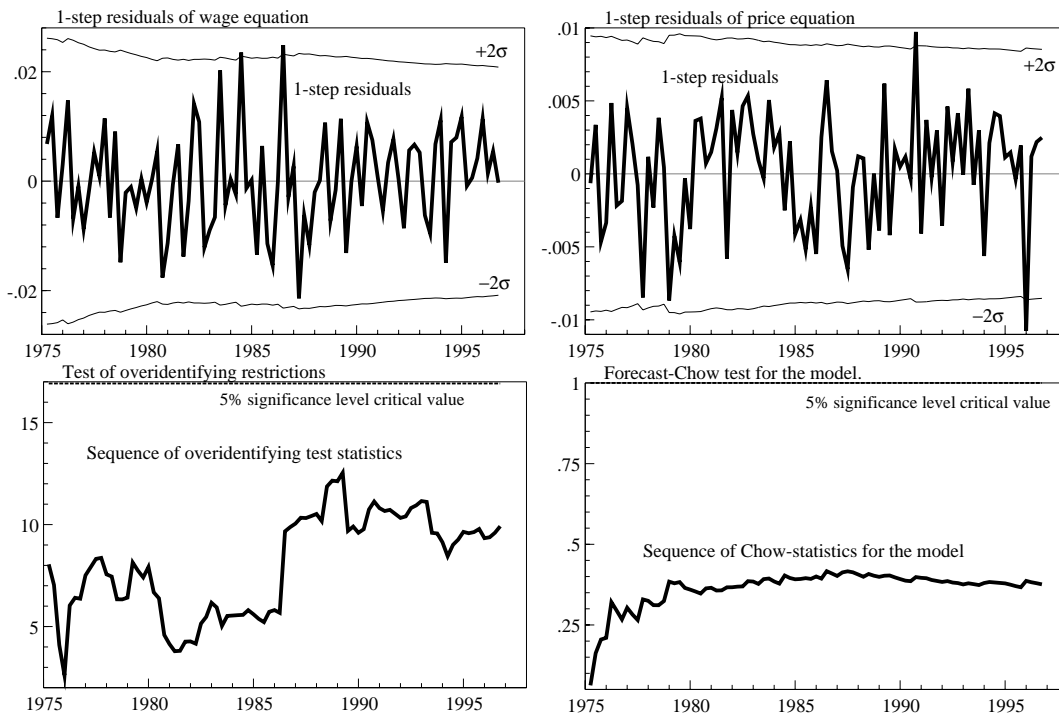 1-step residuals of wage equation
.02
0
-.02
+2σ
1-step residuals
−2σ
1975 1980 1985 1990 1995
1-step residuals of price equation
.01
.005
0
-.005
-.01
+2σ
1-step residuals
−2σ
1975 1980 1985 1990 1995
Test of overidentifying restrictions
15
10
5
5% significance level critical value
Sequence of overidentifying test statistics
1975 1980 1985 1990 1995
Forecast-Chow test for the model.
1
.75
.5
.25
5% significance level critical value
Sequence of Chow-statistics for the model
1975 1980 1985 1990 1995